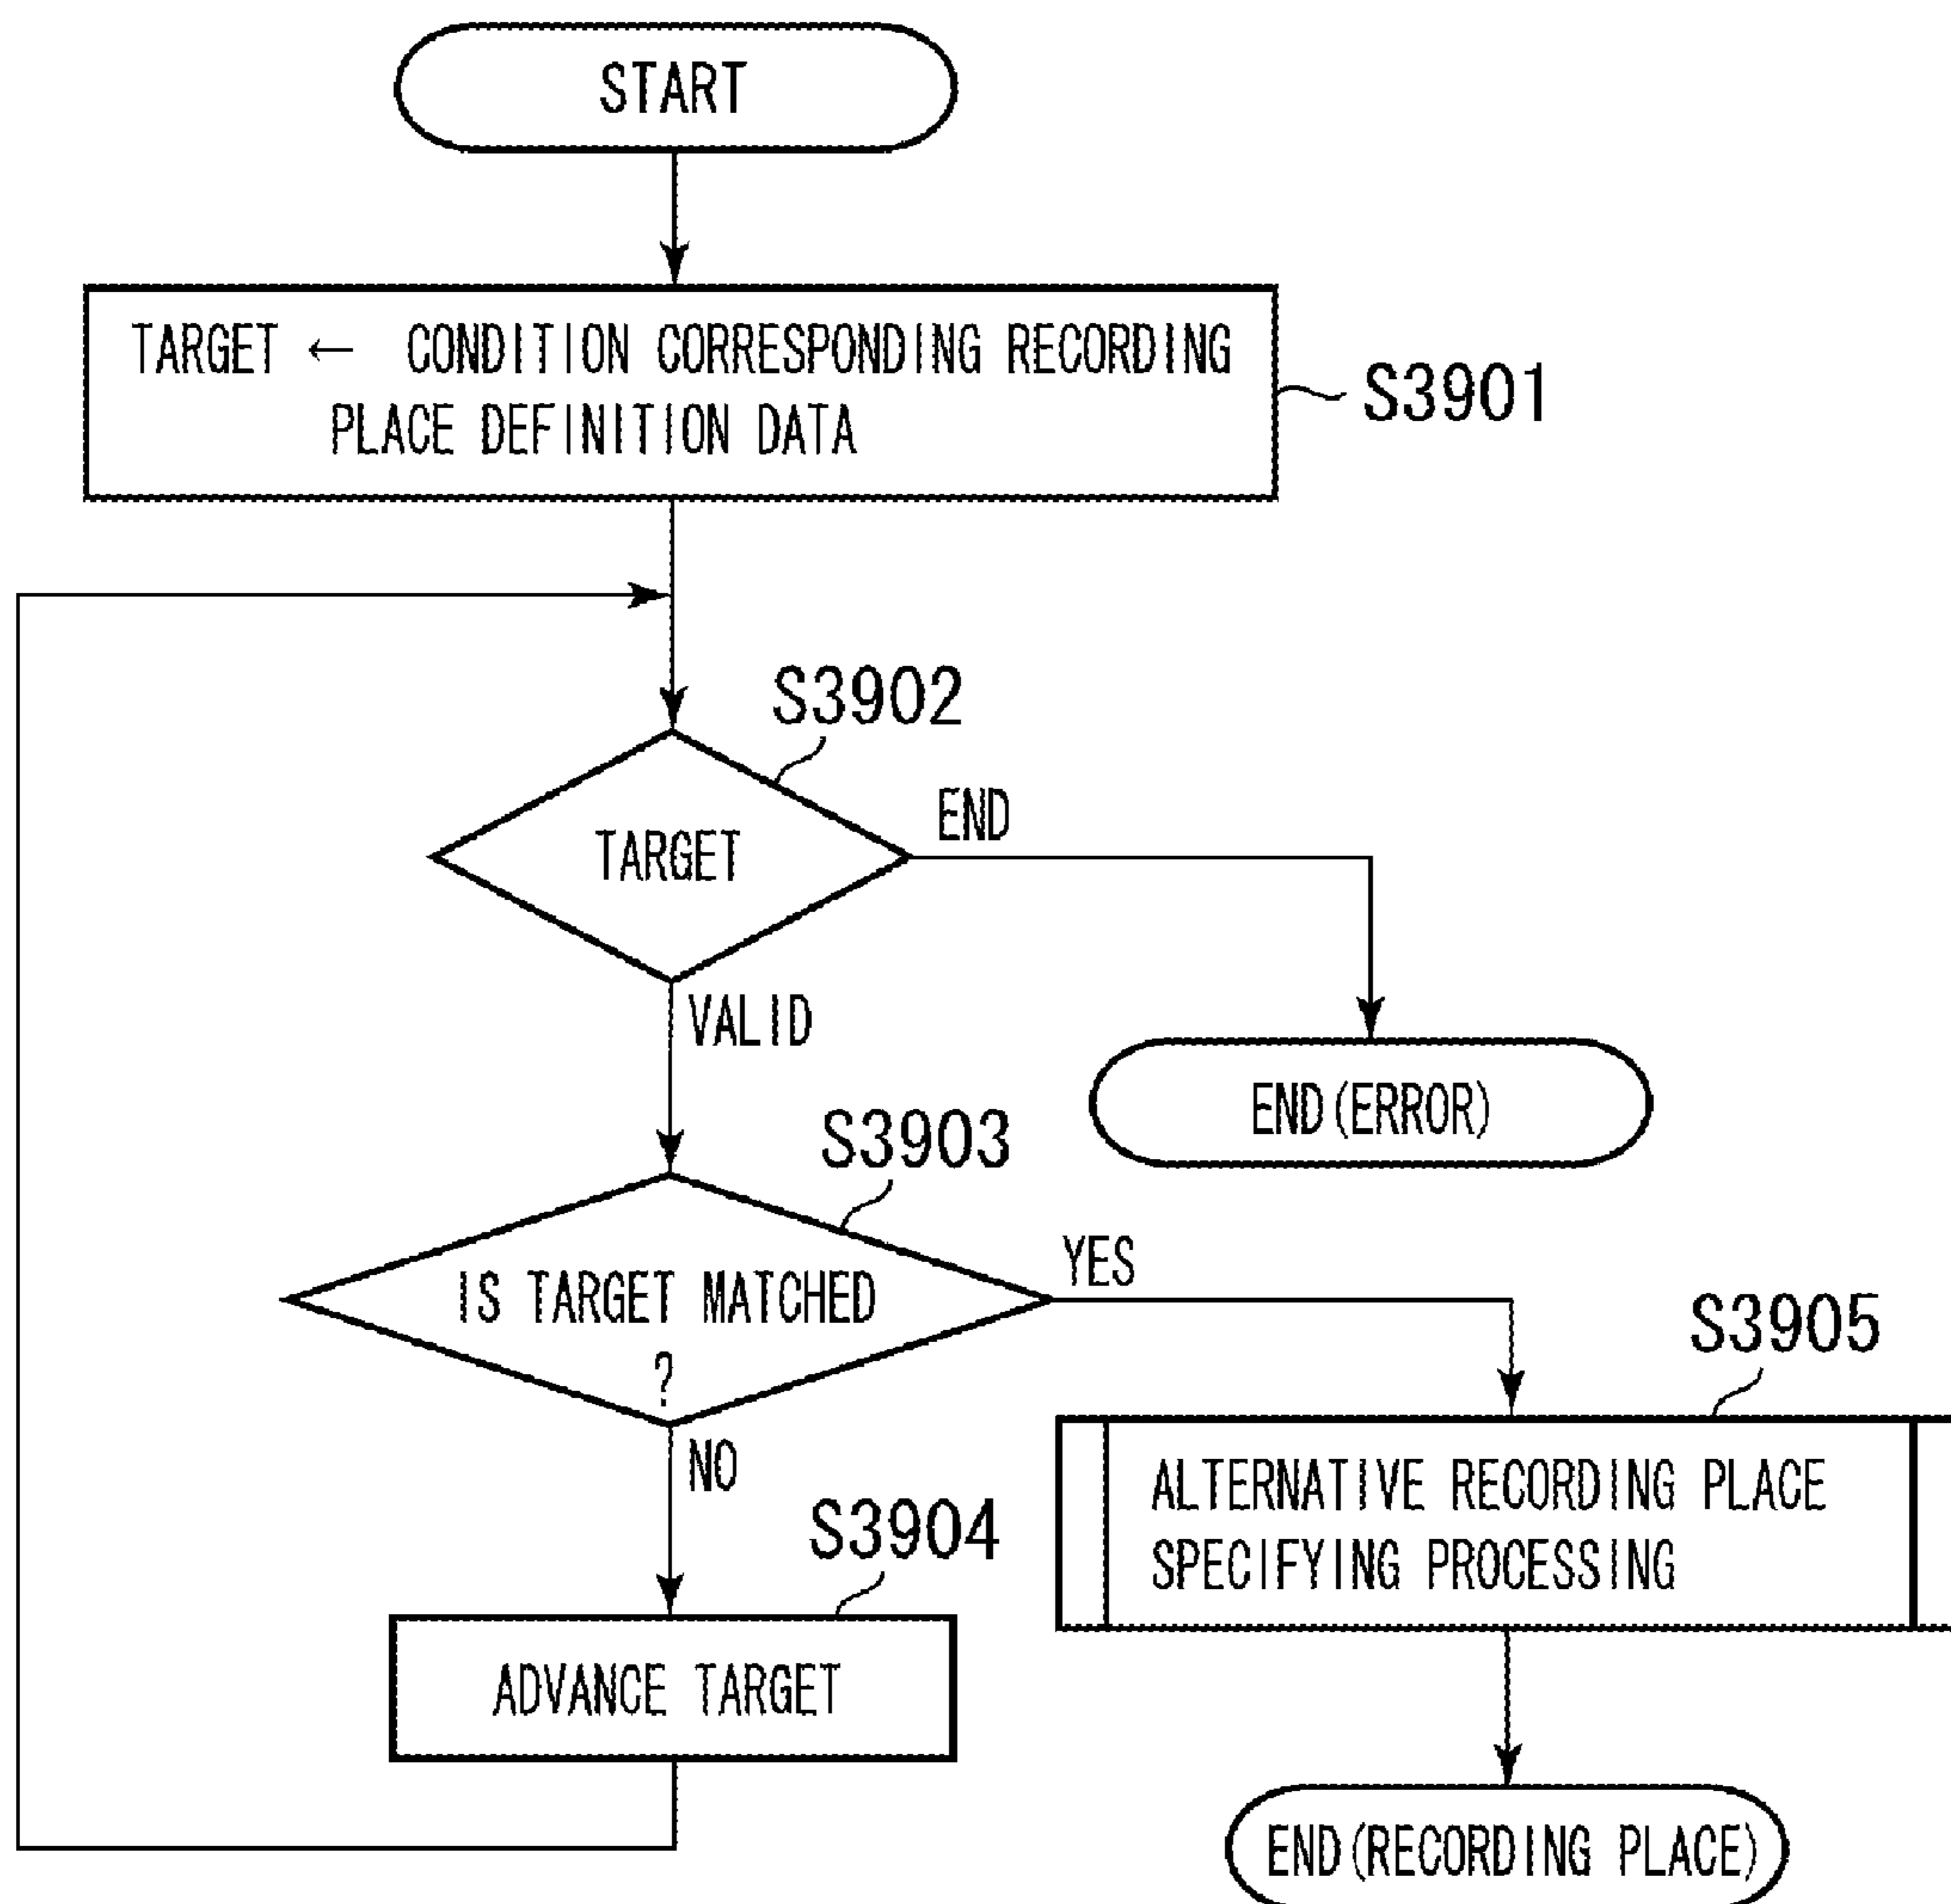 START
TARGET ← CONDITION CORRESPONDING RECORDING
PLACE DEFINITION DATA
S3901
S3902
TARGET
END
VALID
END(ERROR)
S3903
IS TARGET MATCHED
?
YES
NO
S3905
ALTERNATIVE RECORDING PLACE
SPECIFYING PROCESSING
S3904
ADVANCE TARGET
END(RECORDING PLACE)